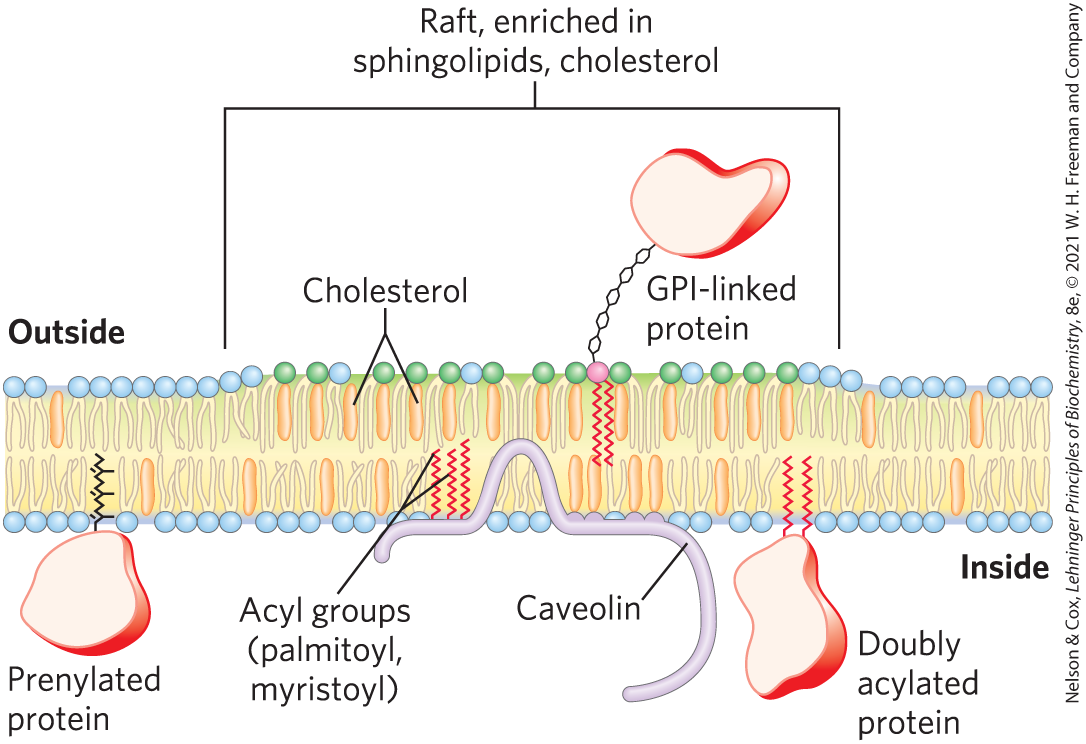 Raft, enriched in
sphingolipids, cholesterol
Cholesterol
GPI-linked
protein
Outside
Inside
Acyl groups
(palmitoyl,
myristoyl)
Caveolin
Prenylated
protein
Doubly
acylated
protein
Nelson & Cox, Lehninger Principles of Biochemistry, 8e, © 2021 W. H. Freeman and Company